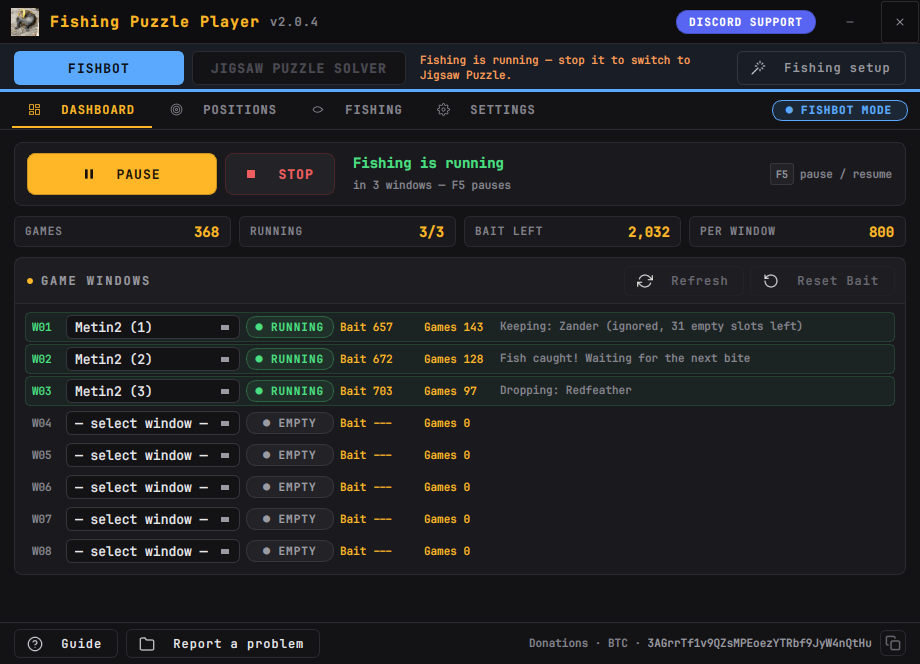 Fishing Puzzle Player v2.0.4
DISCORD SUPPORT
FISHBOT
JIGSAW PUZZLE SOLVER
Fishing is running — stop it to switch to
Jigsaw Puzzle.
Fishing setup
DASHBOARD
POSITIONS
FISHING
SETTINGS
FISHBOT MODE
PAUSE
STOP
Fishing is running
in 3 windows — F5 pauses
F5 pause / resume
GAMES 368
RUNNING 3/3
BAIT LEFT 2,032
PER WINDOW 800
GAME WINDOWS
Refresh
Reset Bait
W01 Metin2 (1) RUNNING Bait 657 Games 143 Keeping: Zander (ignored, 31 empty slots left)
W02 Metin2 (2) RUNNING Bait 672 Games 128 Fish caught! Waiting for the next bite
W03 Metin2 (3) RUNNING Bait 703 Games 97 Dropping: Redfeather
W04 — select window — EMPTY Bait --- Games 0
W05 — select window — EMPTY Bait --- Games 0
W06 — select window — EMPTY Bait --- Games 0
W07 — select window — EMPTY Bait --- Games 0
W08 — select window — EMPTY Bait --- Games 0
Guide
Report a problem
Donations · BTC · 3AGrrTf1v9QZsMPEoezYTRbf9JyW4nQtHu